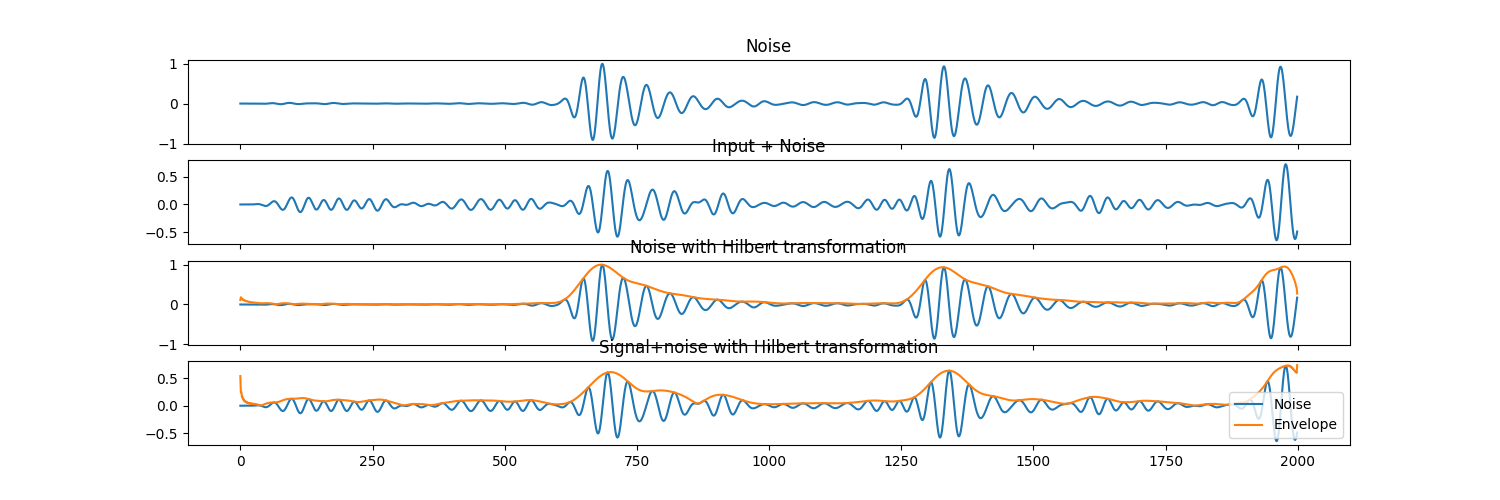 Noise
1
0
−1
Input + Noise
0.5
0.0
−0.5
Noise with Hilbert transformation
1
0
−1
Signal+noise with Hilbert transformation
0.5
0.0
−0.5
Noise
Envelope
0 250 500 750 1000 1250 1500 1750 2000